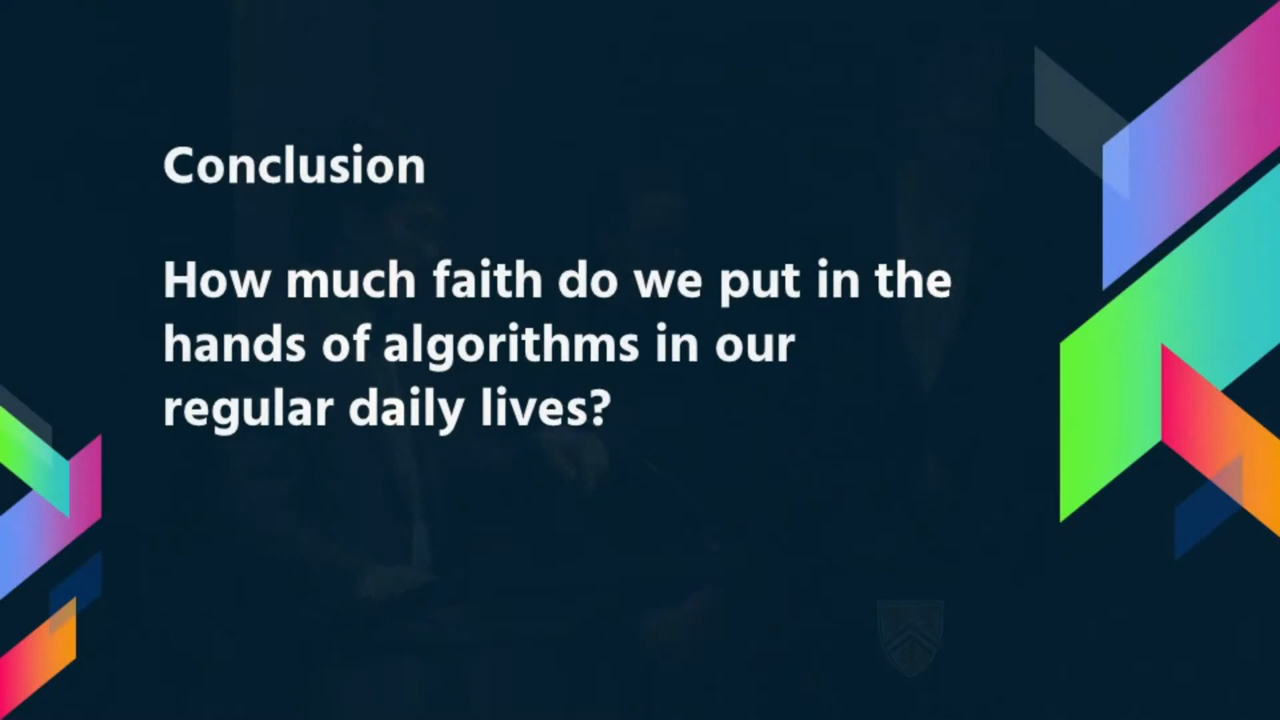 Conclusion
How much faith do we put in the
hands of algorithms in our
regular daily lives?